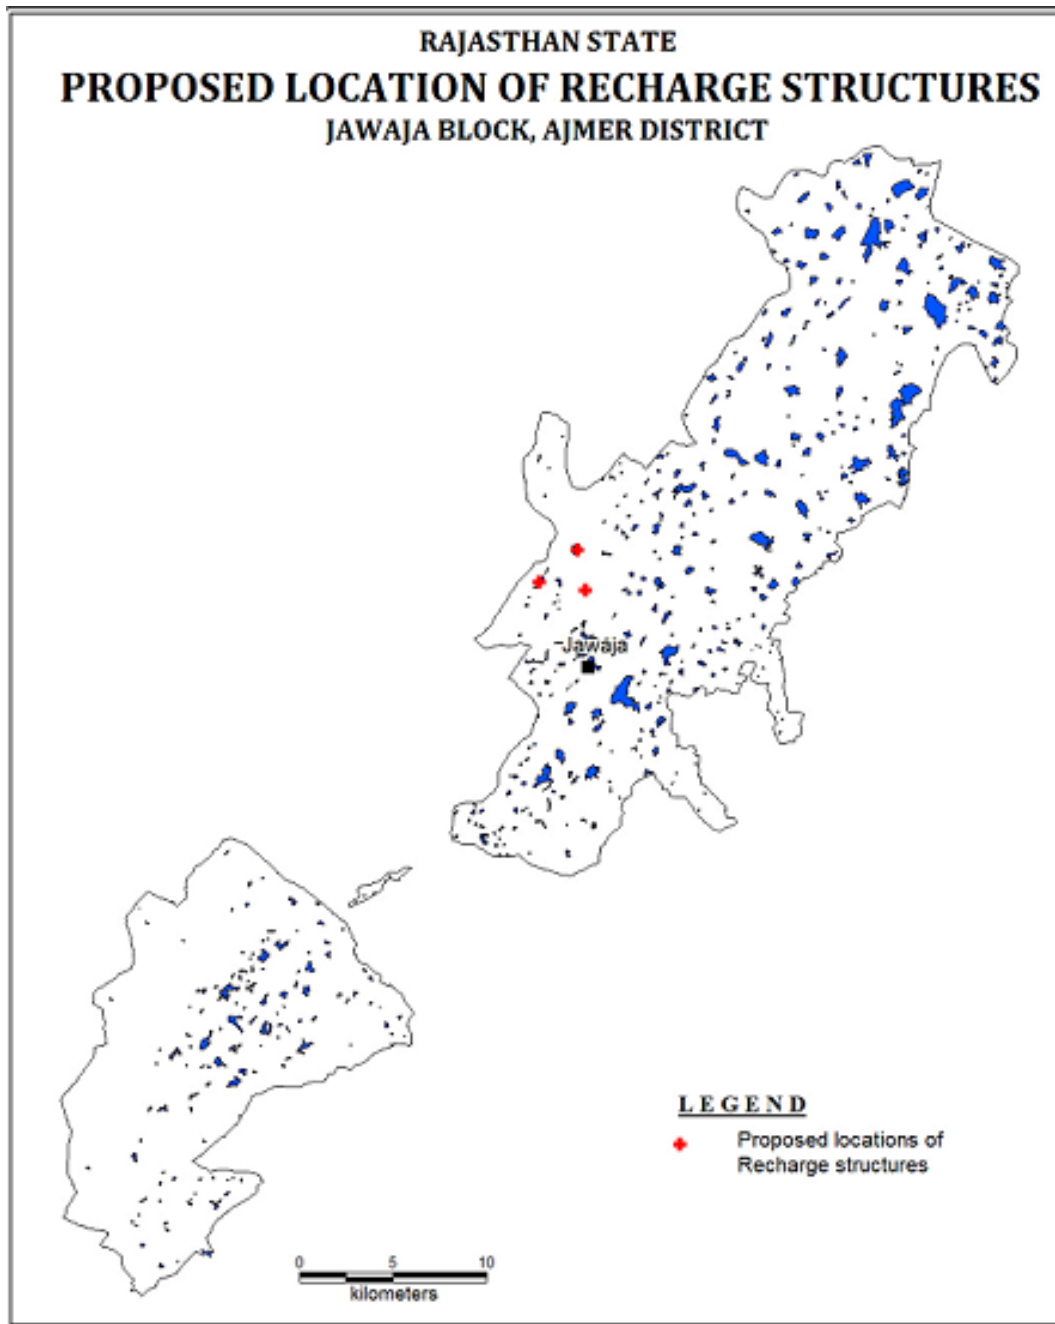 RAJASTHAN STATE
PROPOSED LOCATION OF RECHARGE STRUCTURES
JAWAJA BLOCK, AJMER DISTRICT
Jawaja
LEGEND
Proposed locations of
Recharge structures
0 5 10
kilometers